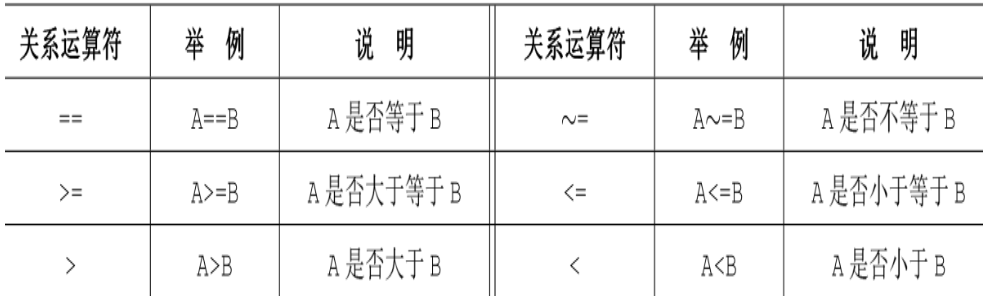 关系运算符 举 例 说 明 关系运算符 举 例 说 明
== A==B A 是否等于 B ~= A~=B A 是否不等于 B
>= A>=B A 是否大于等于 B <= A<=B A 是否小于等于 B
> A>B A 是否大于 B < A<B A 是否小于 B